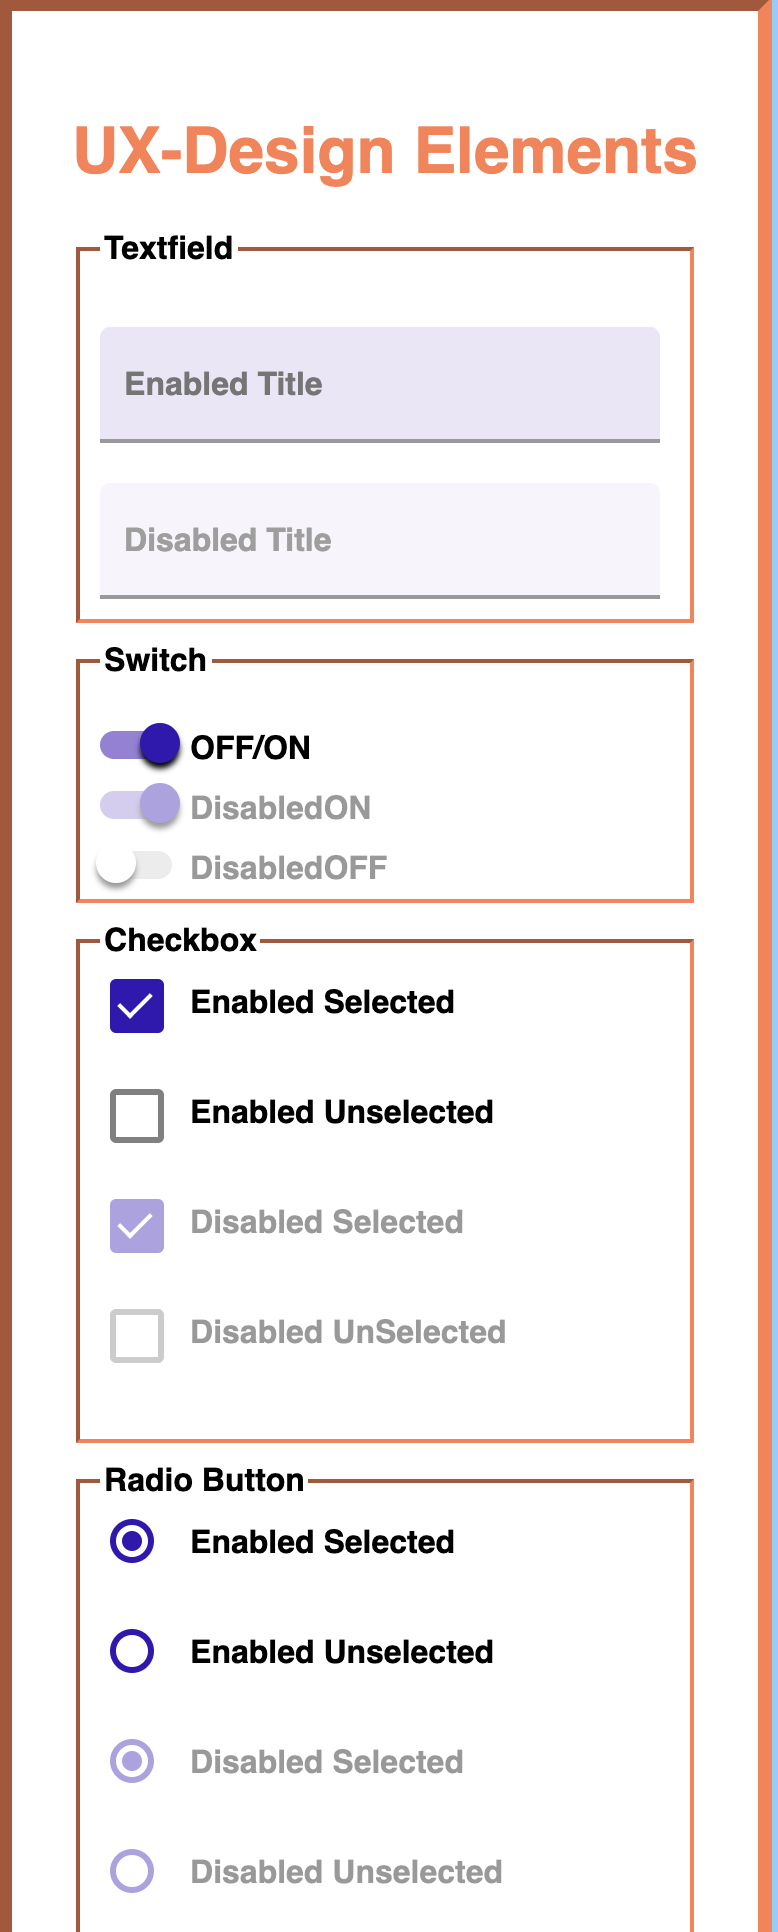 UX-Design Elements
Textfield
Enabled Title
Disabled Title
Switch
OFF/ON
DisabledON
DisabledOFF
Checkbox
Enabled Selected
Enabled Unselected
Disabled Selected
Disabled UnSelected
Radio Button
Enabled Selected
Enabled Unselected
Disabled Selected
Disabled Unselected